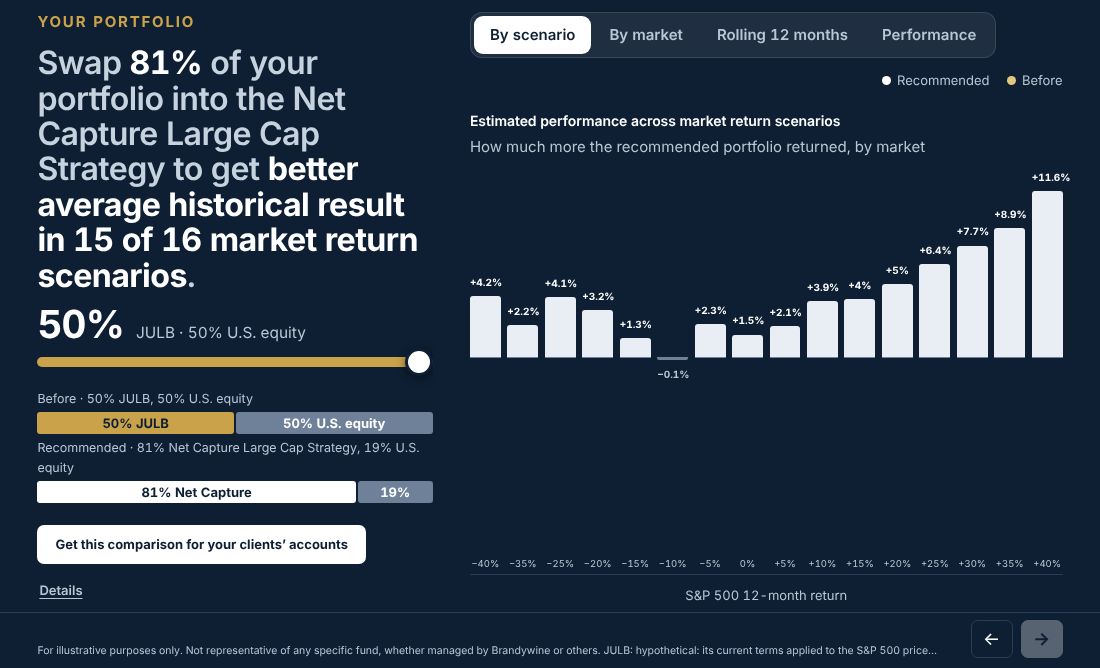 YOUR PORTFOLIO
Swap 81% of your
portfolio into the Net
Capture Large Cap
Strategy to get better
average historical result
in 15 of 16 market return
scenarios.
50% JULB · 50% U.S. equity
Before · 50% JULB, 50% U.S. equity
50% JULB 50% U.S. equity
Recommended · 81% Net Capture Large Cap Strategy, 19% U.S.
equity
81% Net Capture 19%
Get this comparison for your clients’ accounts
Details
By scenario By market Rolling 12 months Performance
Recommended Before
Estimated performance across market return scenarios
How much more the recommended portfolio returned, by market
+4.2% +2.2% +4.1% +3.2% +1.3% −0.1% +2.3% +1.5% +2.1% +3.9% +4% +5% +6.4% +7.7% +8.9% +11.6%
−40% −35% −25% −20% −15% −10% −5% 0% +5% +10% +15% +20% +25% +30% +35% +40%
S&P 500 12-month return
For illustrative purposes only. Not representative of any specific fund, whether managed by Brandywine or others. JULB: hypothetical: its current terms applied to the S&P 500 price...